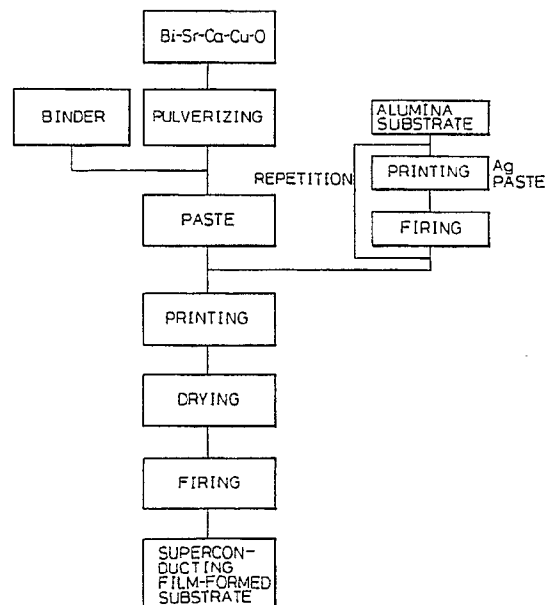 Bi-Sr-Ca-Cu-O
BINDER
PULVERIZING
ALUMINA
SUBSTRATE
REPETITION
PRINTING
Ag
PASTE
PASTE
FIRING
PRINTING
DRYING
FIRING
SUPERCON-
DUCTING
FILM-FORMED
SUBSTRATE